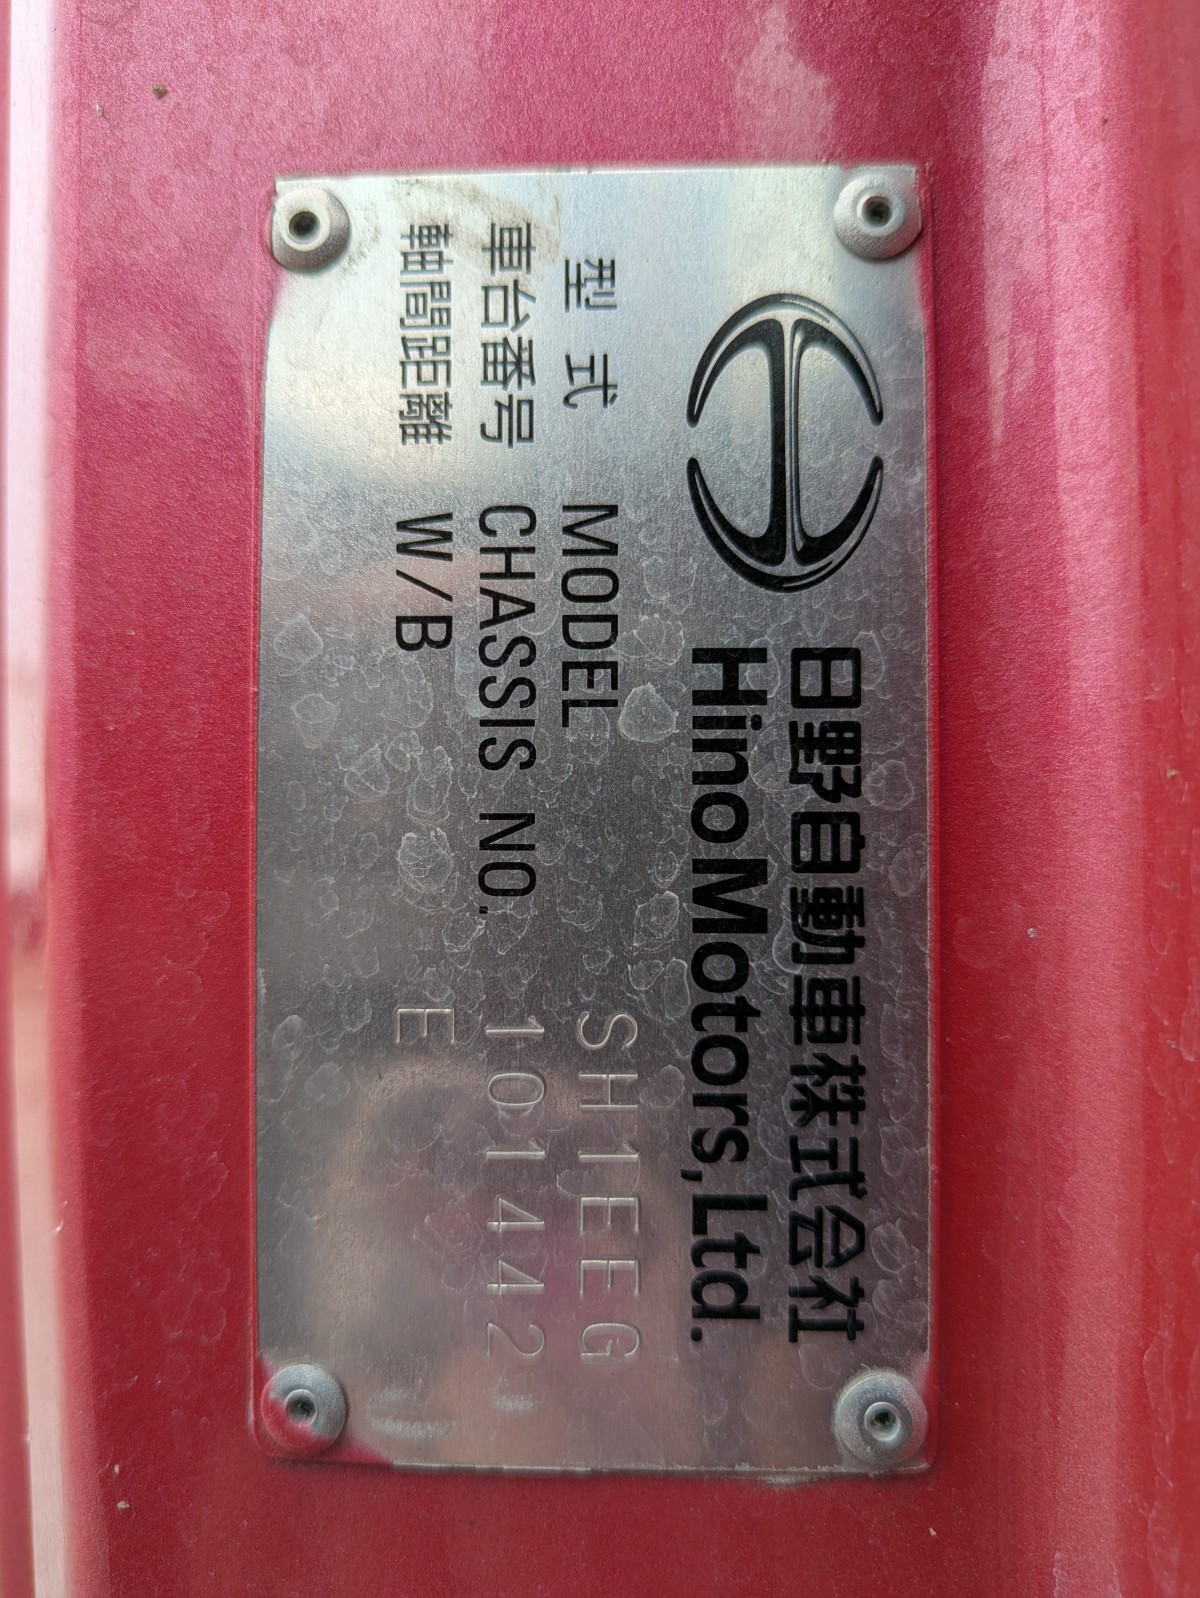 日野自動車株式会社
Hino Motors, Ltd.
型式 MODEL SH1EEG
車台番号 CHASSIS NO. 101442
軸間距離 W/B E